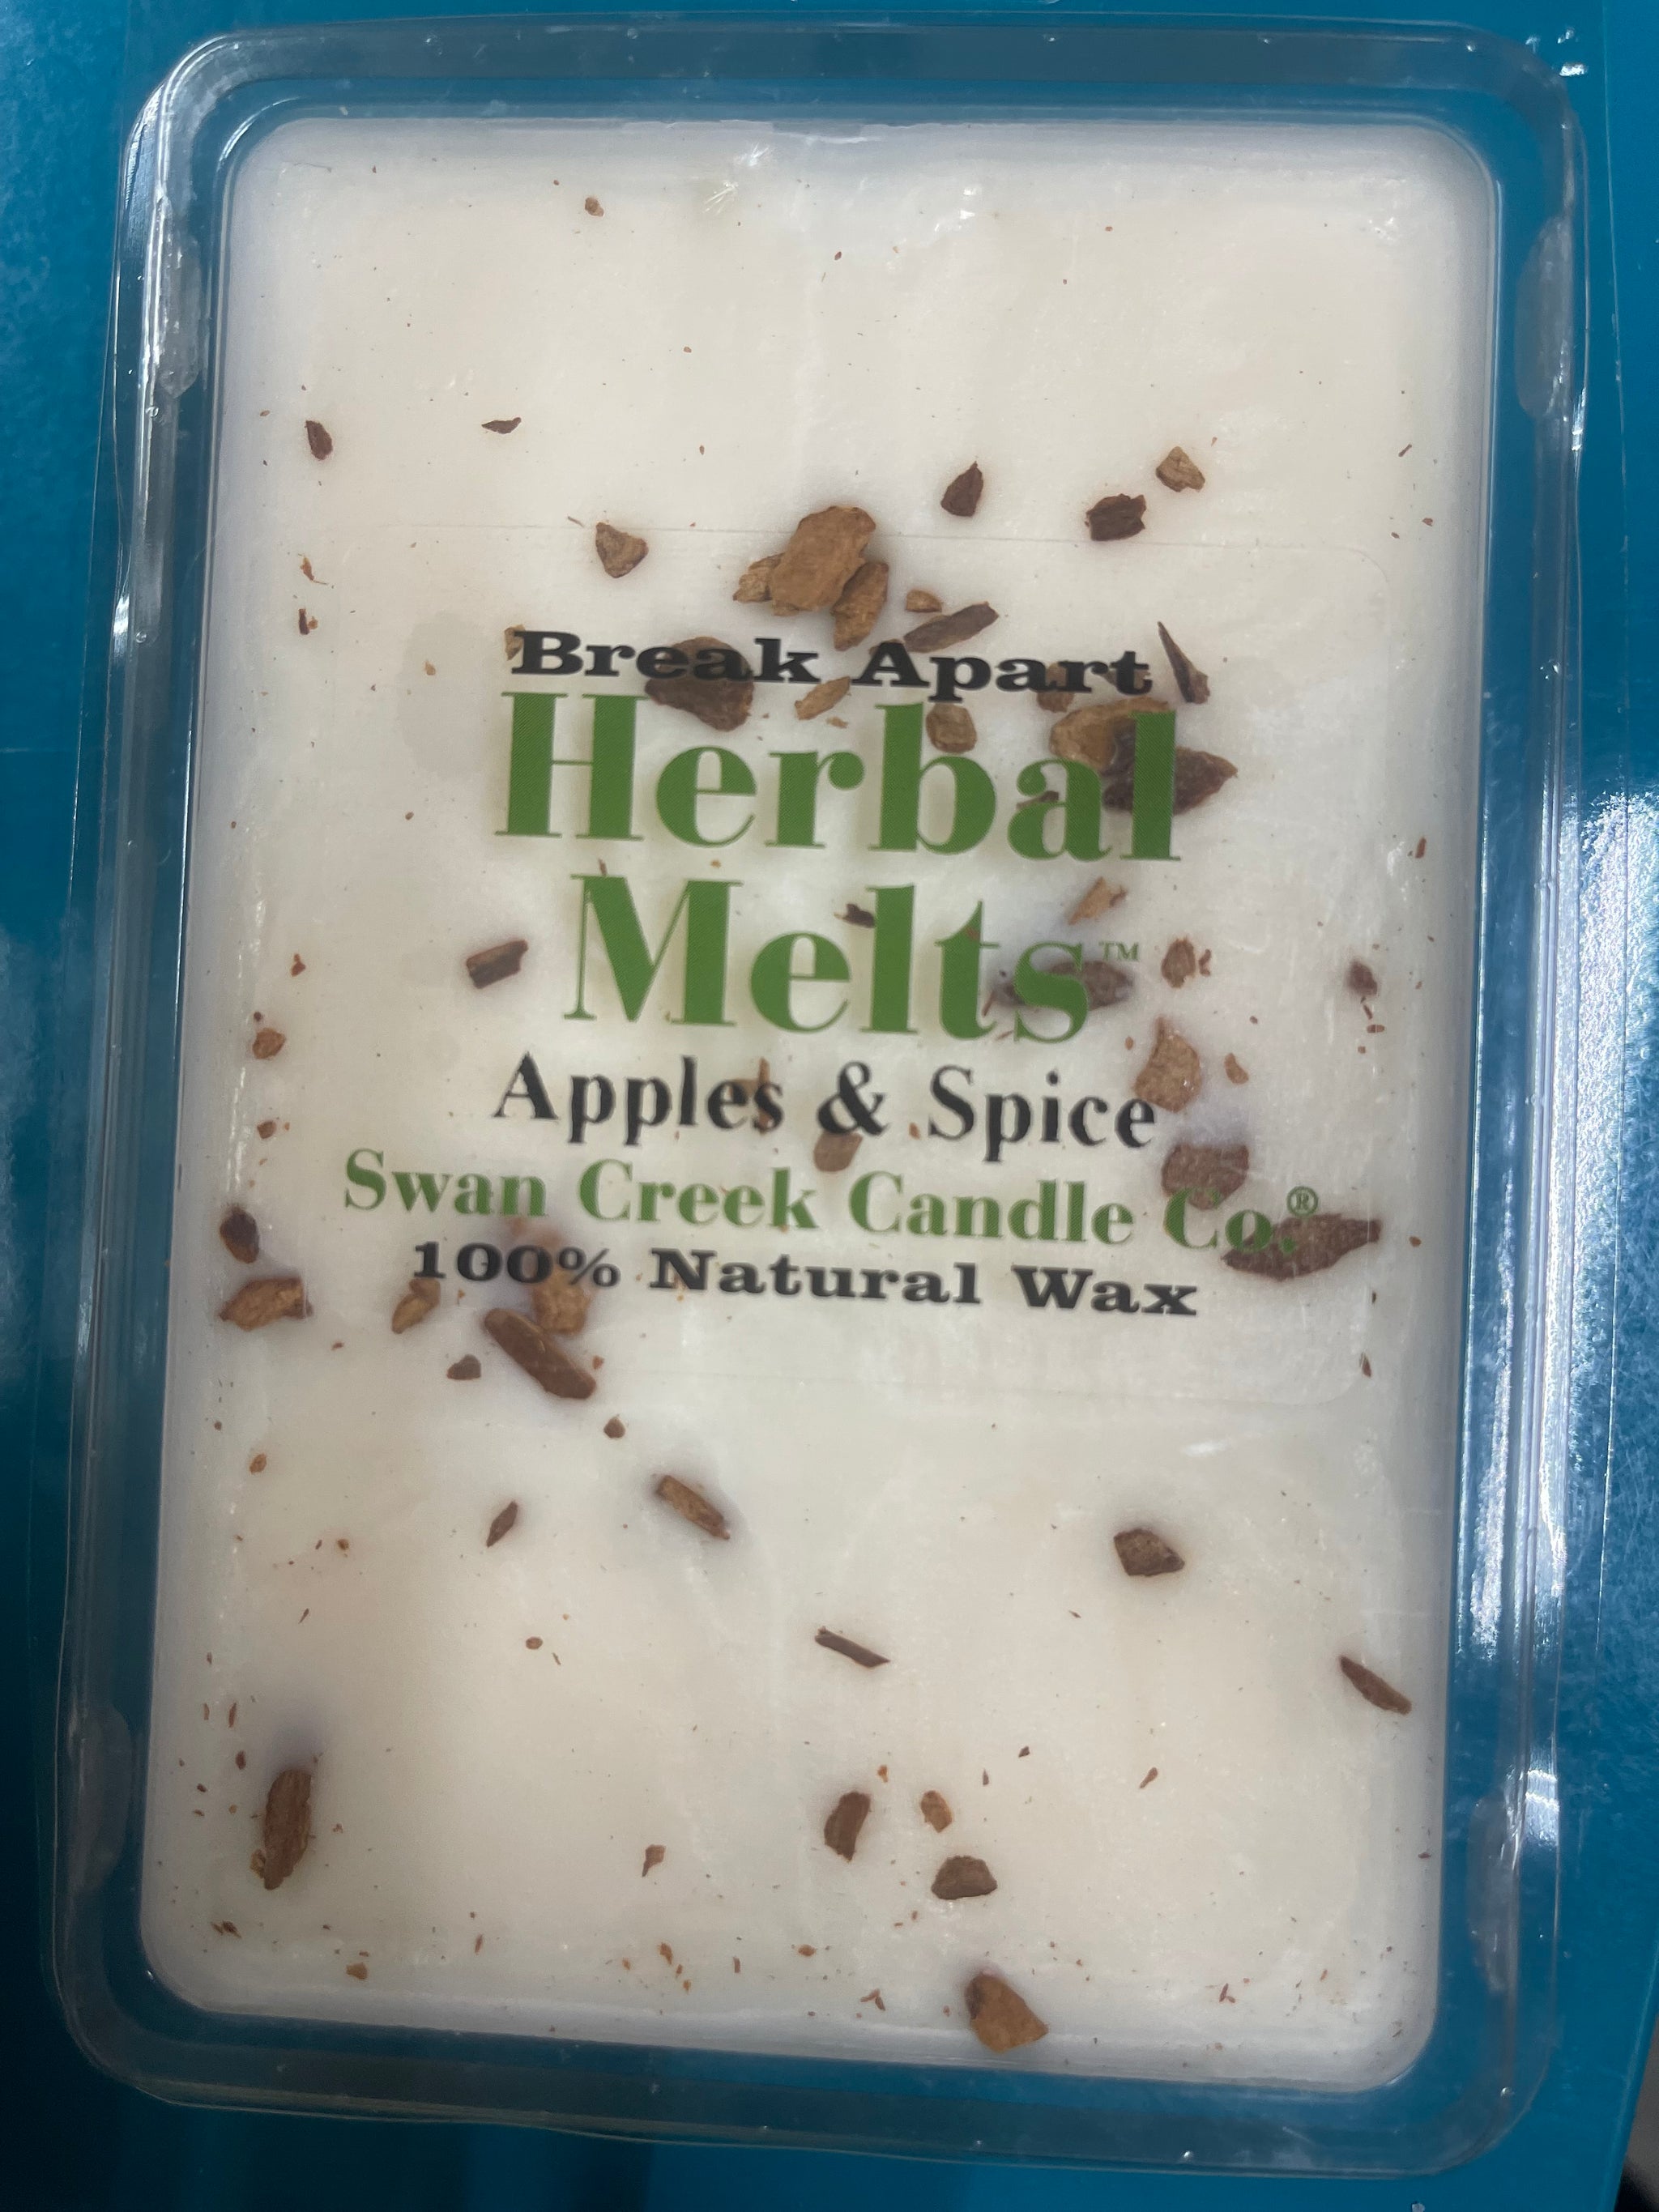 Break Apart
Herbal
Melts™
Apples & Spice
Swan Creek Candle Co.®
100% Natural Wax